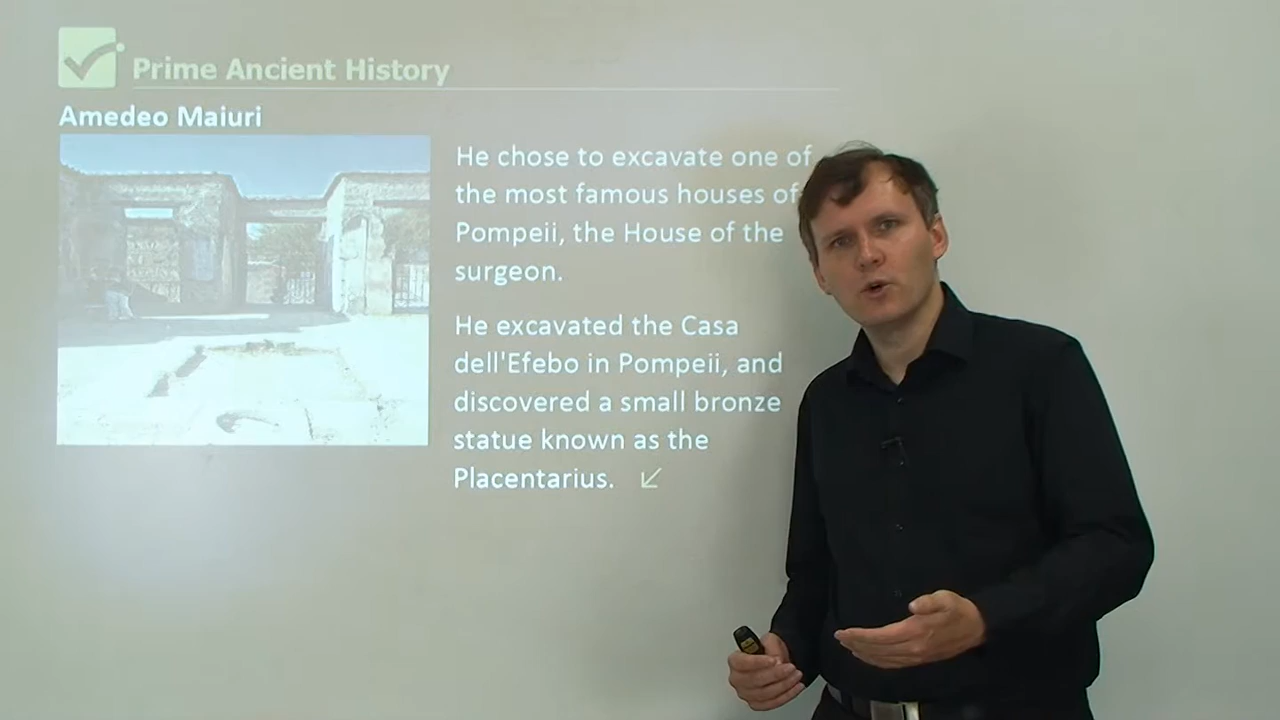 Prime Ancient History
Amedeo Maiuri
He chose to excavate one of
the most famous houses of
Pompeii, the House of the
surgeon.
He excavated the Casa
dell'Efebo in Pompeii, and
discovered a small bronze
statue known as the
Placentarius.